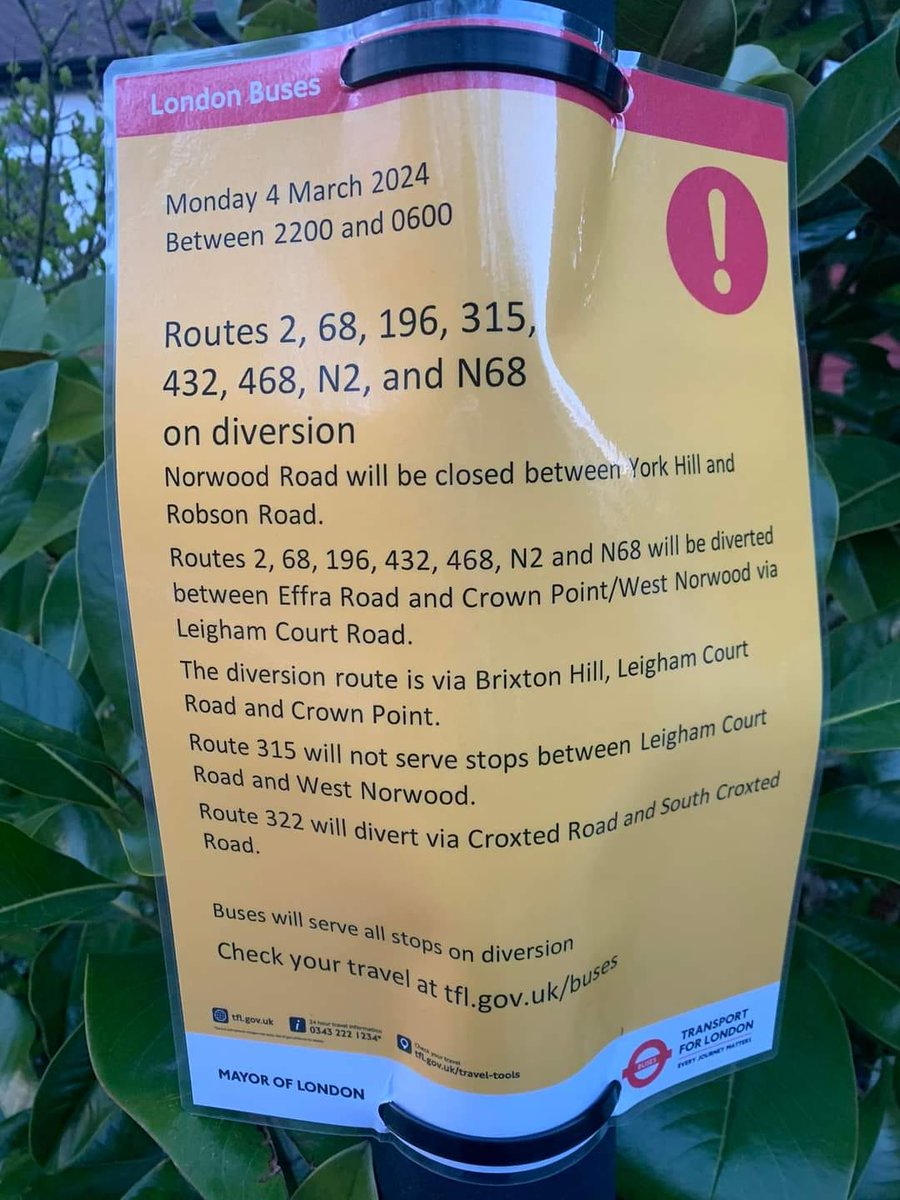 London Buses
Monday 4 March 2024
Between 2200 and 0600
Routes 2, 68, 196, 315,
432, 468, N2, and N68
on diversion
Norwood Road will be closed between York Hill and
Robson Road.
Routes 2, 68, 196, 432, 468, N2 and N68 will be diverted
between Effra Road and Crown Point/West Norwood via
Leigham Court Road.
The diversion route is via Brixton Hill, Leigham Court
Road and Crown Point.
Route 315 will not serve stops between Leigham Court
Road and West Norwood.
Route 322 will divert via Croxted Road and South Croxted
Road.
Buses will serve all stops on diversion
Check your travel at tfl.gov.uk/buses
tfl.gov.uk
24 hour travel information
0343 222 1234*
Check your travel
tfl.gov.uk/travel-tools
MAYOR OF LONDON
BUSES
TRANSPORT
FOR LONDON
EVERY JOURNEY MATTERS